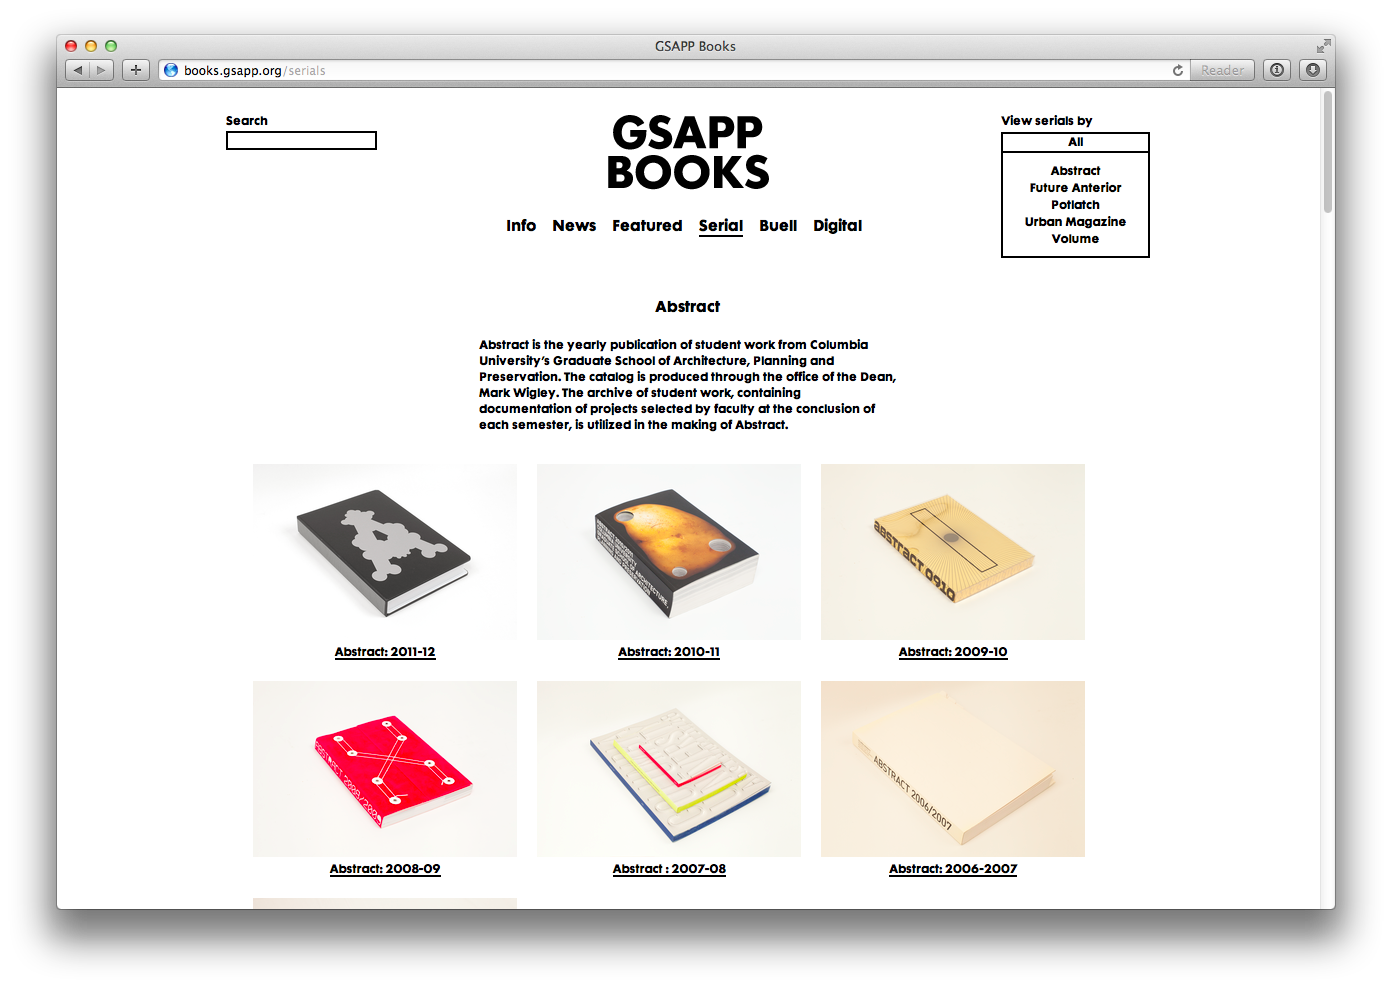 GSAPP Books
books.gsapp.org/serials
Reader
Search
GSAPP
BOOKS
View serials by
All
Abstract
Future Anterior
Potlatch
Urban Magazine
Volume
Info News Featured Serial Buell Digital
Abstract
Abstract is the yearly publication of student work from Columbia
University's Graduate School of Architecture, Planning and
Preservation. The catalog is produced through the office of the Dean,
Mark Wigley. The archive of student work, containing
documentation of projects selected by faculty at the conclusion of
each semester, is utilized in the making of Abstract.
abstract 0910
Abstract: 2011-12
Abstract: 2010-11
Abstract: 2009-10
ABSTRACT 2008/2009
ABSTRACT 2006/2007
Abstract: 2008-09
Abstract : 2007-08
Abstract: 2006-2007